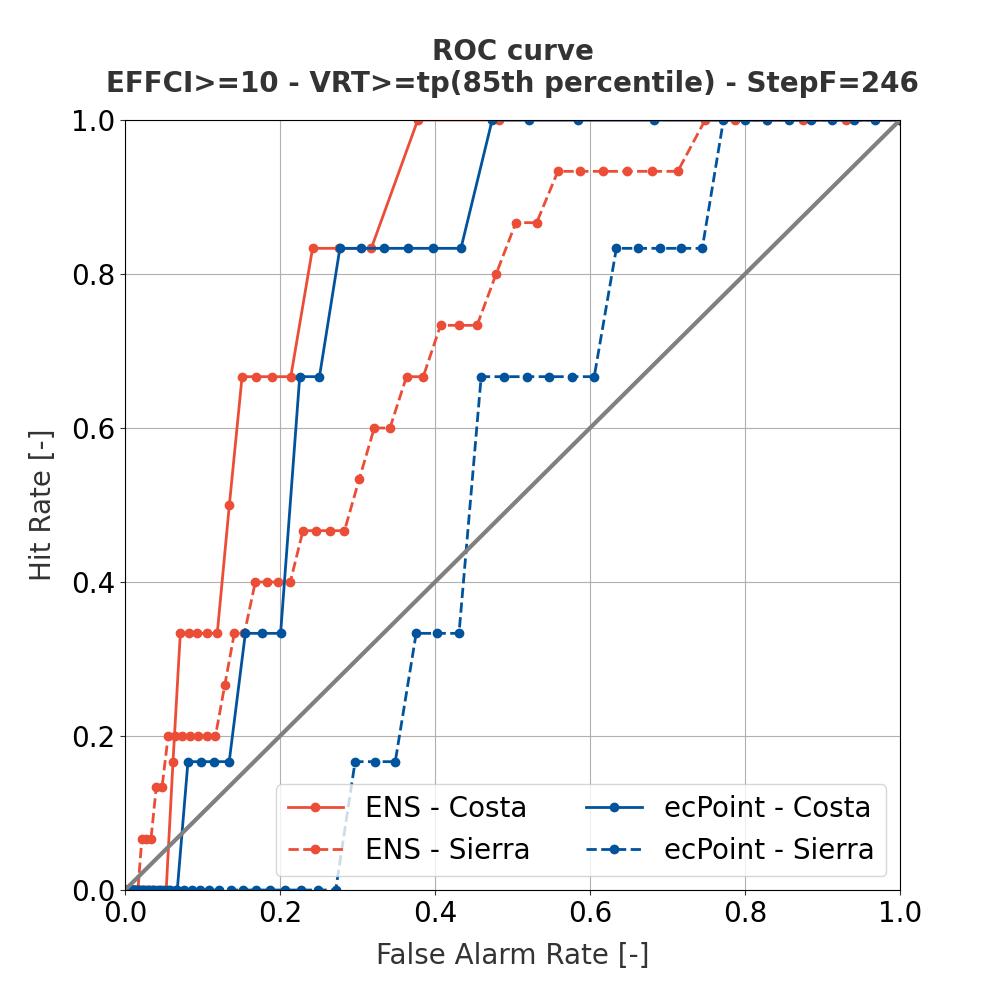 ROC curve
EFFCI>=10 - VRT>=tp(85th percentile) - StepF=246
1.0
0.8
0.6
0.4
0.2
0.0
Hit Rate [-]
ENS - Costa
ENS - Sierra
ecPoint - Costa
ecPoint - Sierra
0.0 0.2 0.4 0.6 0.8 1.0
False Alarm Rate [-]